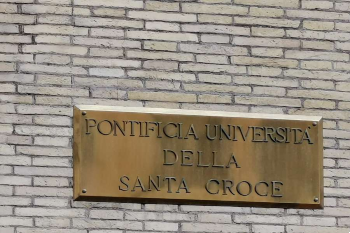 PONTIFICIA UNIVERSITÀ
DELLA
SANTA CROCE